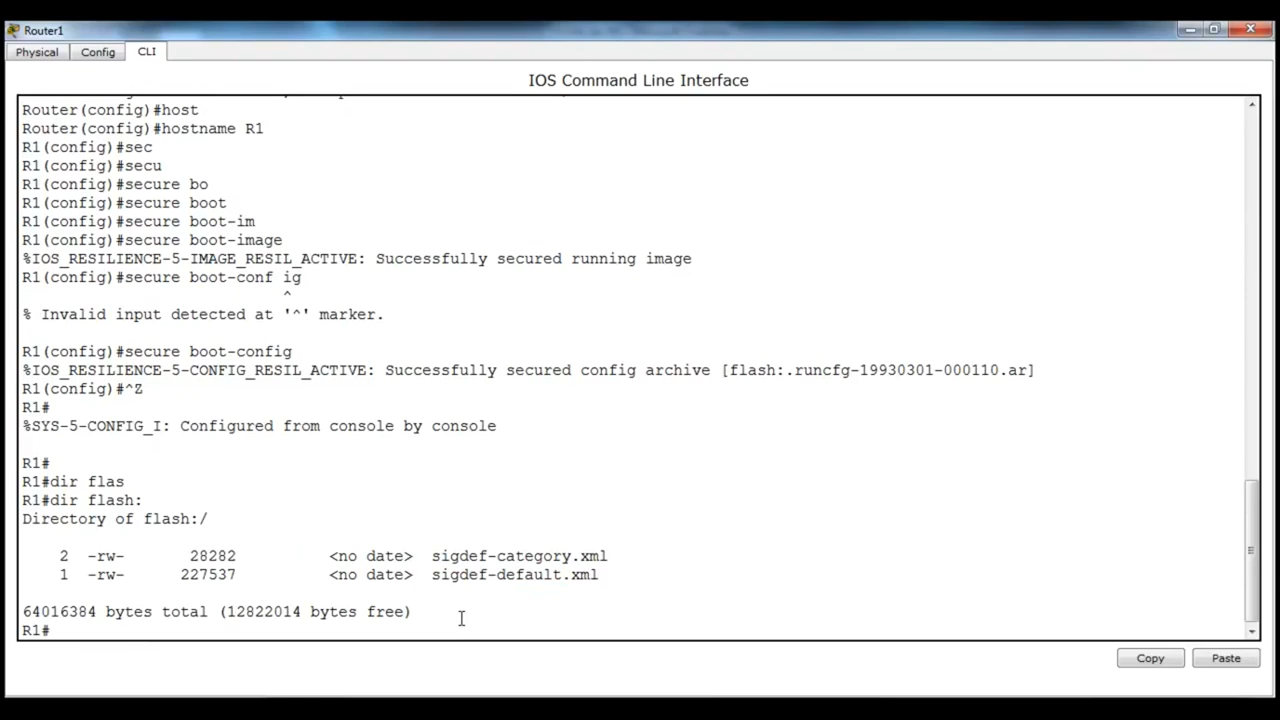 Router1
Physical Config CLI
IOS Command Line Interface
Router(config)#host
Router(config)#hostname R1
R1(config)#sec
R1(config)#secu
R1(config)#secure bo
R1(config)#secure boot
R1(config)#secure boot-im
R1(config)#secure boot-image
%IOS_RESILIENCE-5-IMAGE_RESIL_ACTIVE: Successfully secured running image
R1(config)#secure boot-conf ig
^
% Invalid input detected at '^' marker.
R1(config)#secure boot-config
%IOS_RESILIENCE-5-CONFIG_RESIL_ACTIVE: Successfully secured config archive [flash:.runcfg-19930301-000110.ar]
R1(config)#^Z
R1#
%SYS-5-CONFIG_I: Configured from console by console
R1#
R1#dir flas
R1#dir flash:
Directory of flash:/
2 -rw- 28282 <no date> sigdef-category.xml
1 -rw- 227537 <no date> sigdef-default.xml
64016384 bytes total (12822014 bytes free)
R1#
Copy Paste